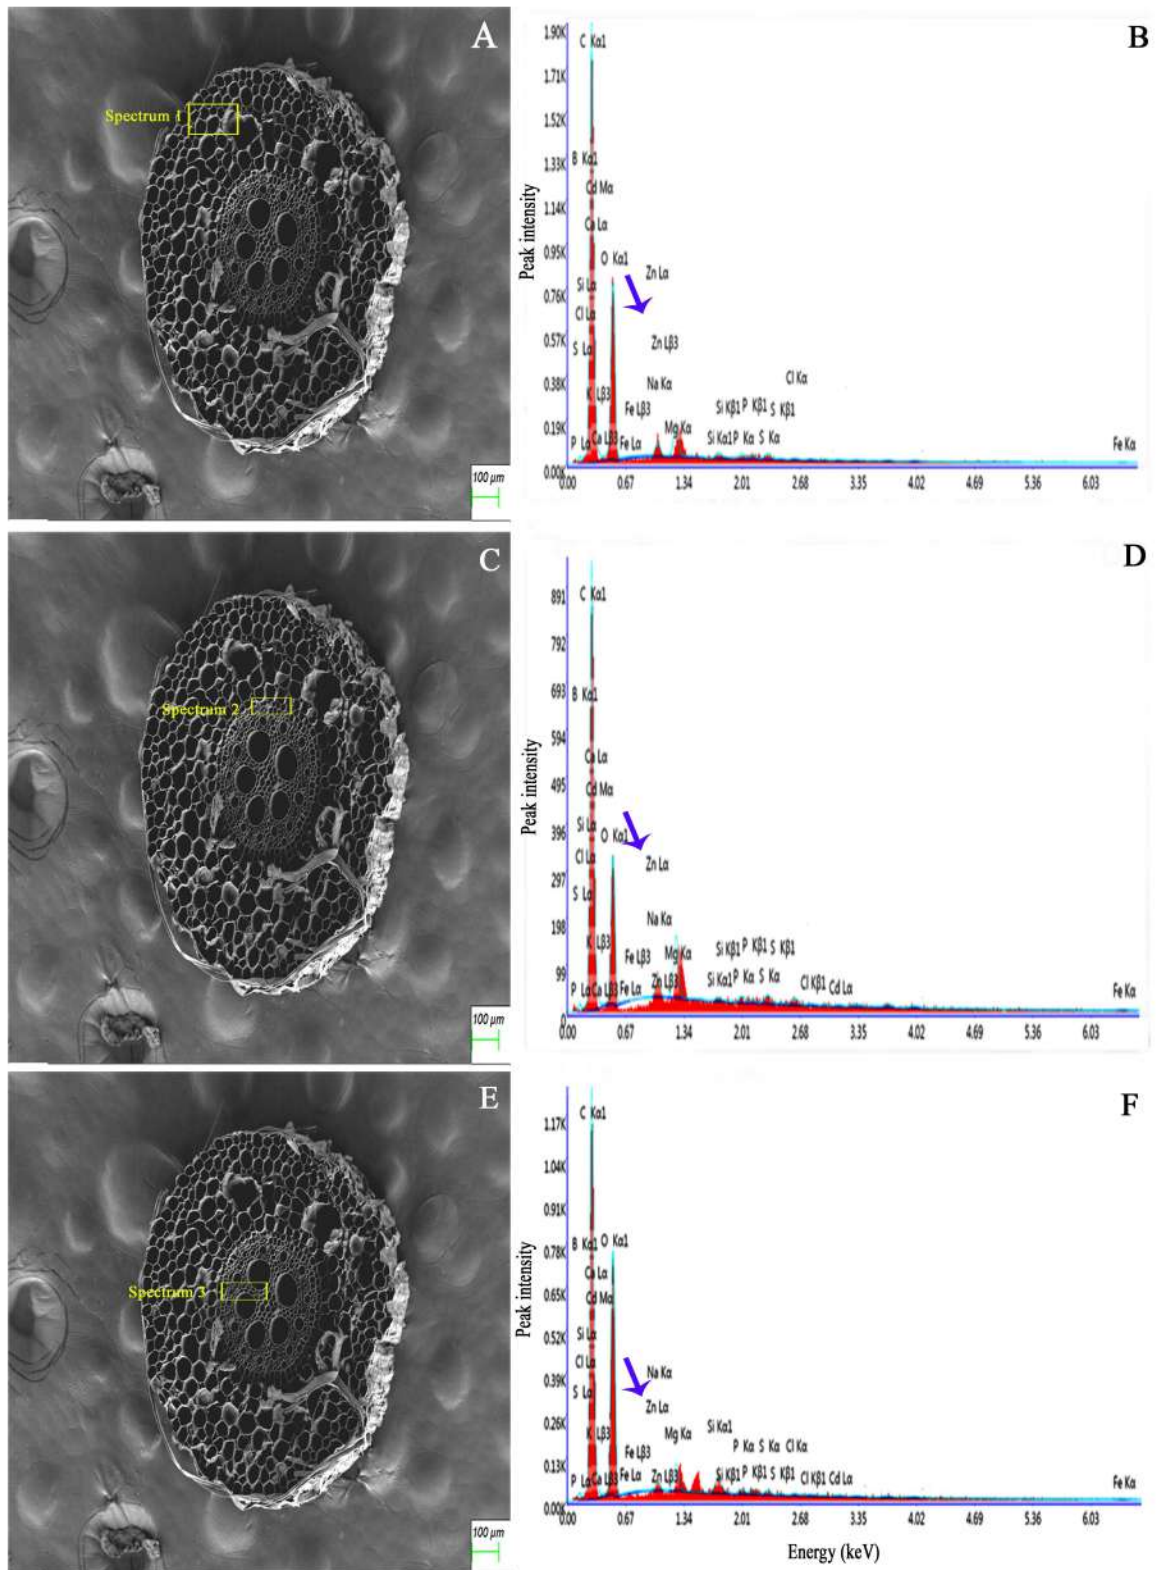 A
Spectrum 1
100 µm
B
Peak intensity
1.90K
1.71K
1.52K
1.33K
1.14K
0.95K
0.76K
0.57K
0.38K
0.19K
0.00K
C Kα1
B Kα1
Cd Mα
Ca Lα
O Kα1
Zn Lα
Si Lα
Cl Lα
Zn Lβ3
S Lα
Cl Kα
Na Kα
K Lβ3
Fe Lβ3
Si Kβ1 P Kβ1 S Kβ1
Mg Kα
P Lα Ca Lβ3 Fe Lα Si Kα1 P Kα S Kα Fe Kα
0.00 0.67 1.34 2.01 2.68 3.35 4.02 4.69 5.36 6.03
C
Spectrum 2
100 µm
D
Peak intensity
891
792
693
594
495
396
297
198
99
0
C Kα1
B Kα1
Ca Lα
Cd Mα
Si Lα
O Kα1
Cl Lα
Zn Lα
S Lα
Na Kα
K Lβ3
Si Kβ1 P Kβ1 S Kβ1
Fe Lβ3 Mg Kα
Si Kα1 P Kα S Kα
P Lα Ca Lβ3 Fe Lα Zn Lβ3 Cl Kβ1 Cd Lα Fe Kα
0.00 0.67 1.34 2.01 2.68 3.35 4.02 4.69 5.36 6.03
E
Spectrum 3
100 µm
F
Peak intensity
1.17K
1.04K
0.91K
0.78K
0.65K
0.52K
0.39K
0.26K
0.13K
0.00K
C Kα1
B Kα1 O Kα1
Ca Lα
Cd Mα
Si Lα
Cl Lα
Na Kα
S Lα
Zn Lα
Si Kα1
K Lβ3 Mg Kα
P Kα S Kα Cl Kα
Fe Lβ3
Si Kβ1 P Kβ1 S Kβ1
P Lα Ca Lβ3 Fe Lα Zn Lβ3 Cl Kβ1 Cd Lα Fe Kα
0.00 0.67 1.34 2.01 2.68 3.35 4.02 4.69 5.36 6.03
Energy (keV)